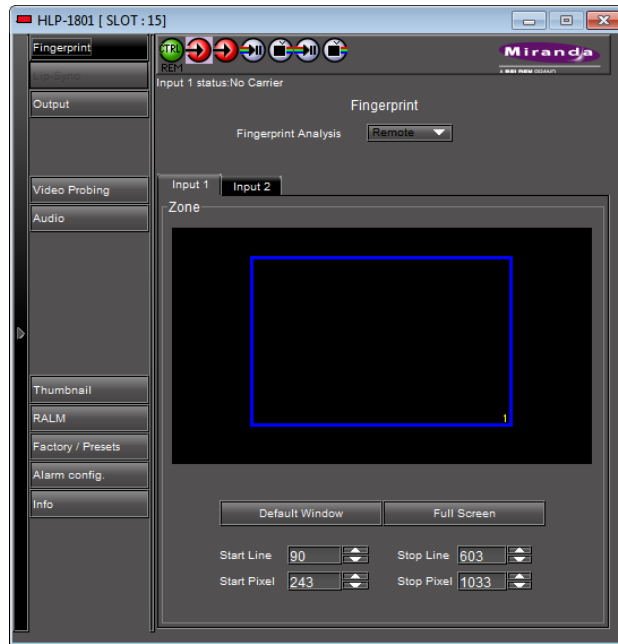 HLP-1801 [ SLOT : 15]
Fingerprint
Lip-Sync
Output
Video Probing
Audio
Thumbnail
RALM
Factory / Presets
Alarm config.
Info
CTRL
REM
Miranda
A BELDEN BRAND
Input 1 status:No Carrier
Fingerprint
Fingerprint Analysis Remote
Input 1 Input 2
Zone
1
Default Window Full Screen
Start Line 90 Stop Line 603
Start Pixel 243 Stop Pixel 1033